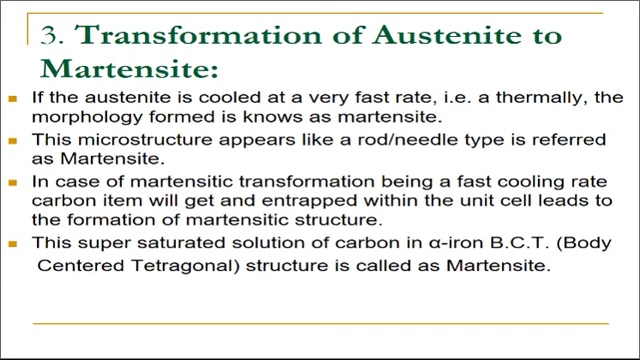 3. Transformation of Austenite to
Martensite:
If the austenite is cooled at a very fast rate, i.e. a thermally, the
morphology formed is knows as martensite.
This microstructure appears like a rod/needle type is referred
as Martensite.
In case of martensitic transformation being a fast cooling rate
carbon item will get and entrapped within the unit cell leads to
the formation of martensitic structure.
This super saturated solution of carbon in α-iron B.C.T. (Body
Centered Tetragonal) structure is called as Martensite.